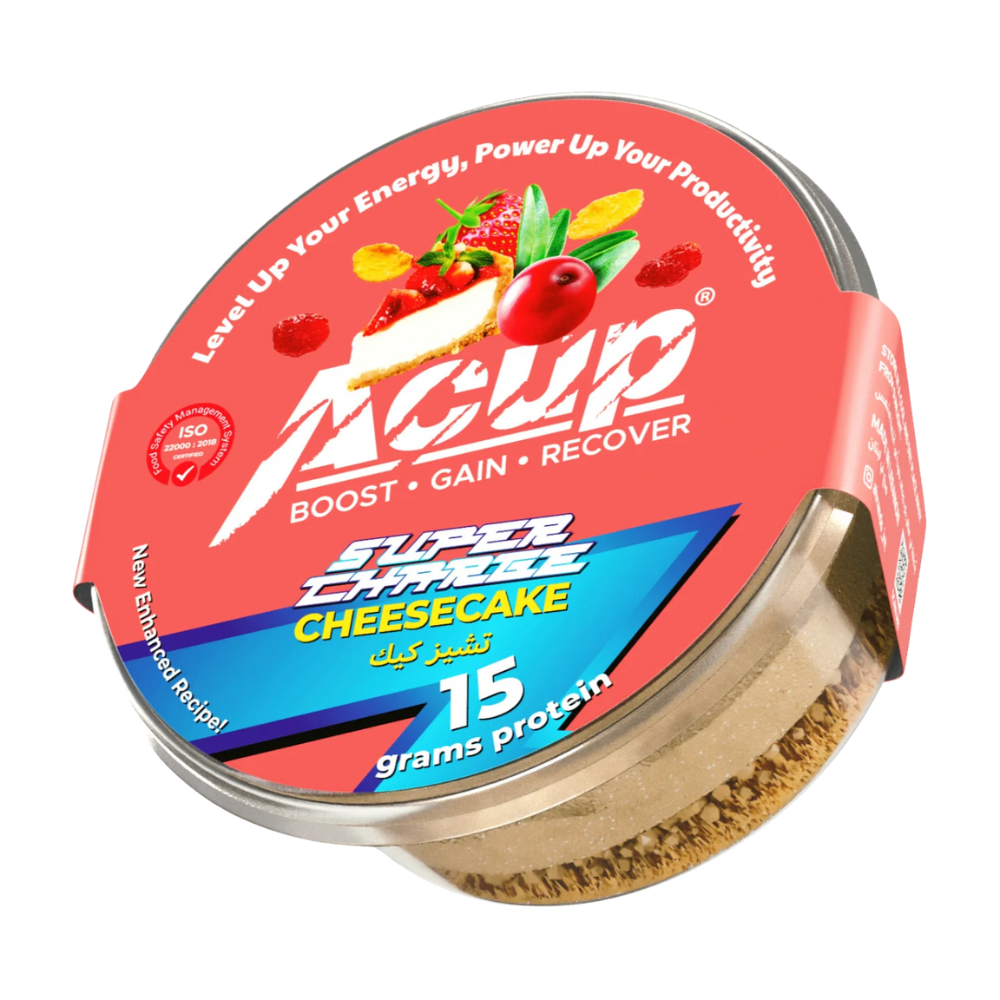 Level Up Your Energy, Power Up Your Productivity
Acup®
BOOST • GAIN • RECOVER
Food Safety Management System
ISO
22000 : 2018
CERTIFIED
SUPER
CHARGE
CHEESECAKE
تشيز كيك
15
grams protein
New Enhanced Recipe!